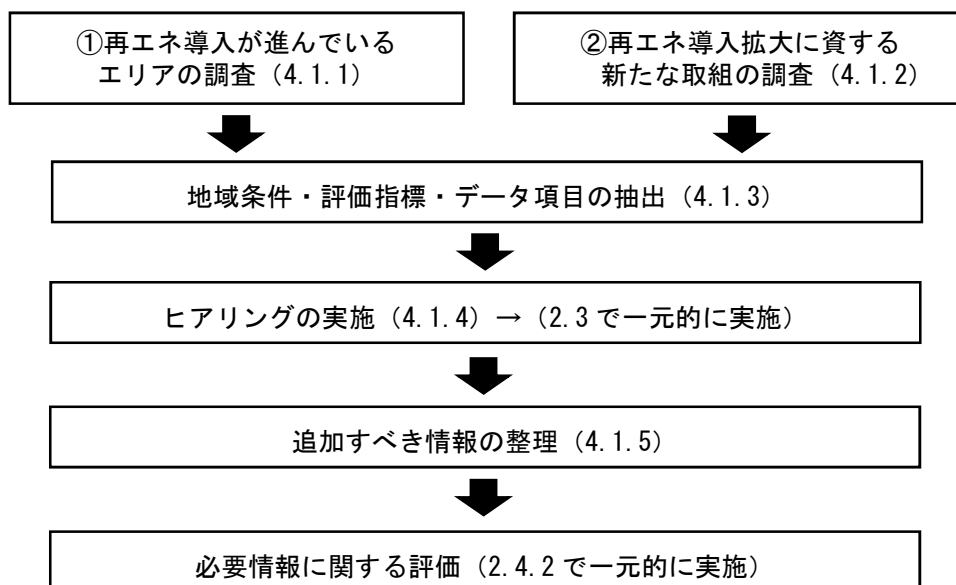 ①再エネ導入が進んでいる
エリアの調査（4.1.1）
②再エネ導入拡大に資する
新たな取組の調査（4.1.2）
地域条件・評価指標・データ項目の抽出（4.1.3）
ヒアリングの実施（4.1.4）→（2.3で一元的に実施）
追加すべき情報の整理（4.1.5）
必要情報に関する評価（2.4.2で一元的に実施）